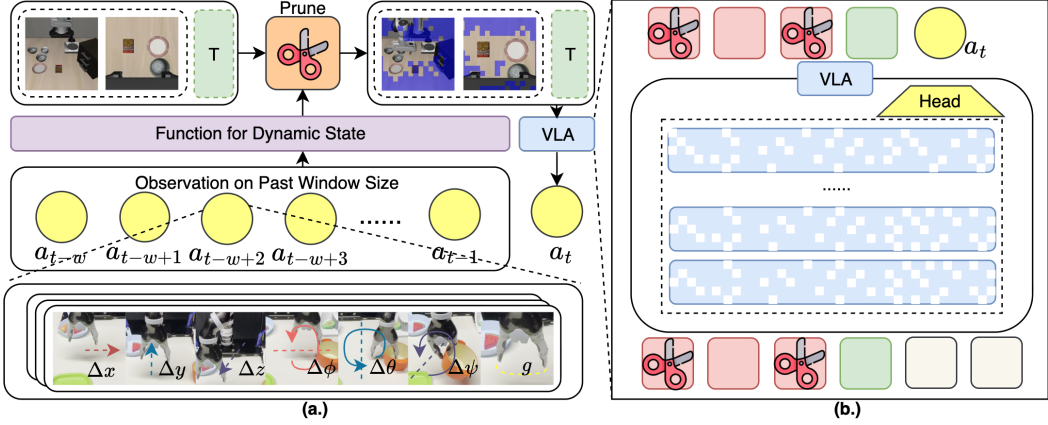 Prune
T
T
Function for Dynamic State
VLA
Observation on Past Window Size
......
a_{t-w}
a_{t-w+1}
a_{t-w+2}
a_{t-w+3}
a_{t-1}
a_t
Δx
Δy
Δz
Δϕ
Δθ
Δψ
g
(a.)
a_t
VLA
Head
......
(b.)